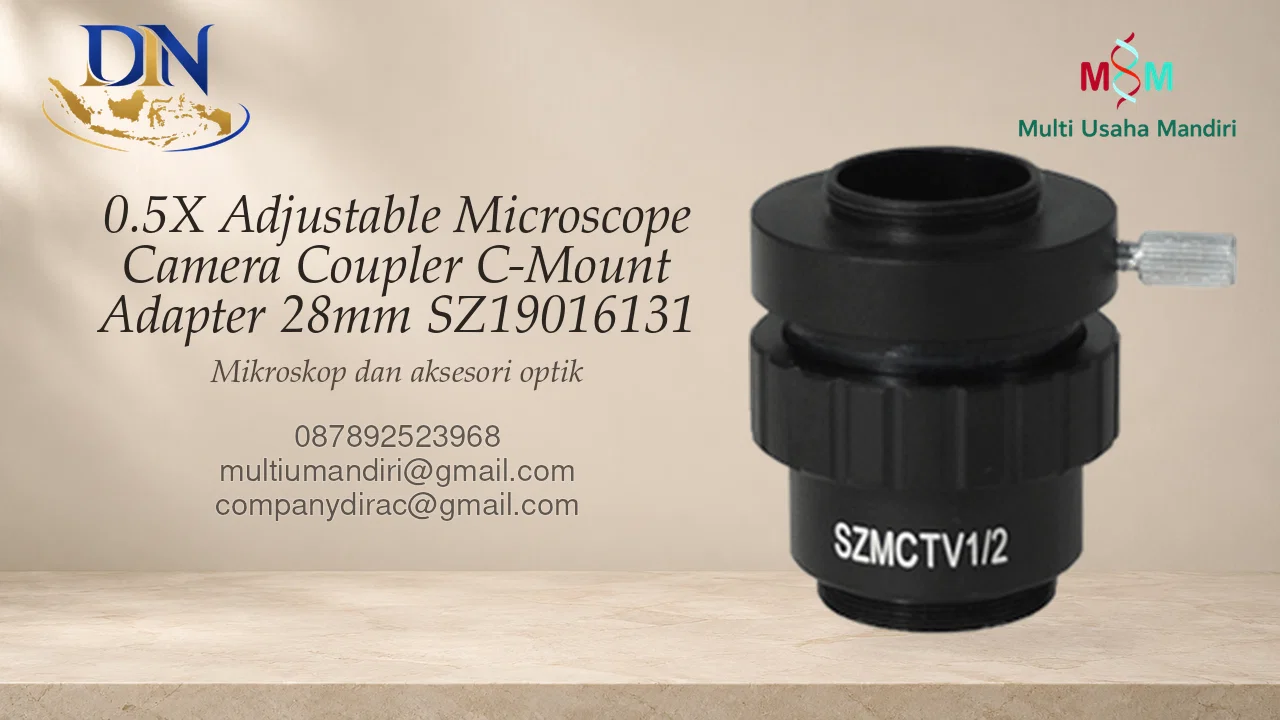 DN
M M
Multi Usaha Mandiri
0.5X Adjustable Microscope
Camera Coupler C-Mount
Adapter 28mm SZ19016131
Mikroskop dan aksesori optik
087892523968
multiumandiri@gmail.com
companydirac@gmail.com
SZMCTV1/2